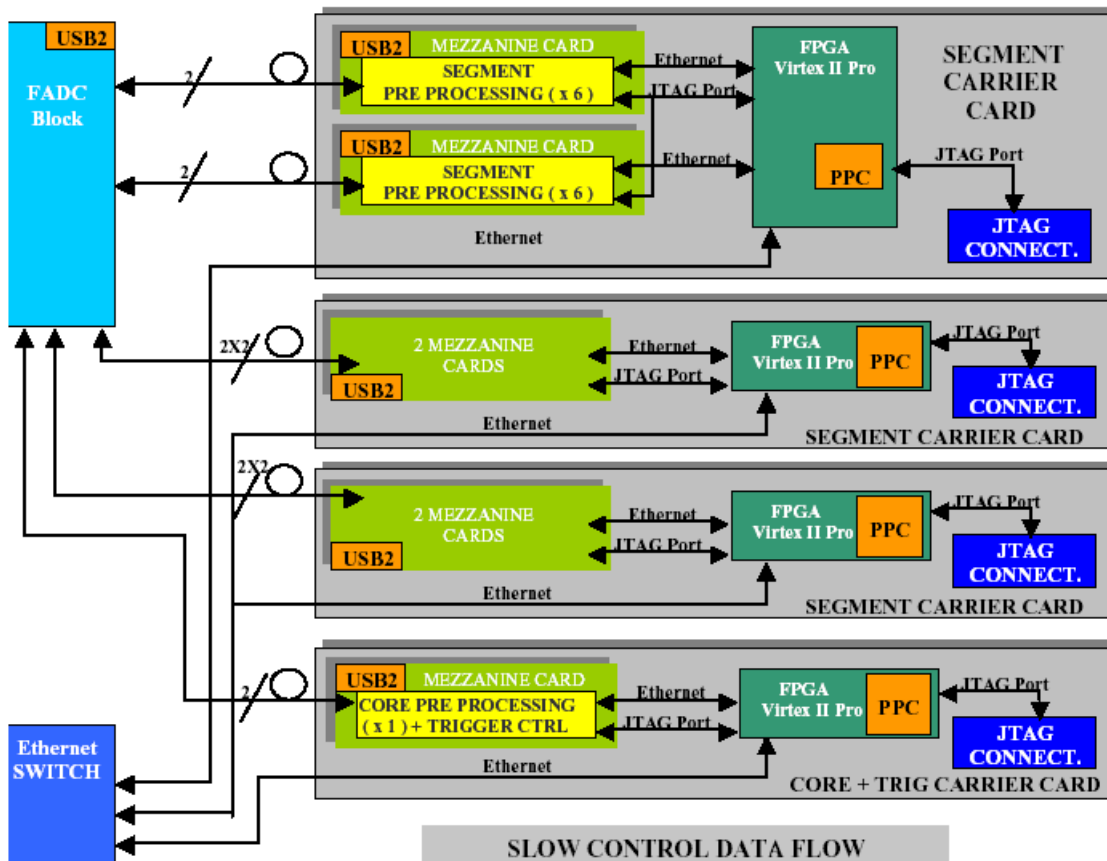 USB2
FADC
Block
2
2
USB2
MEZZANINE CARD
SEGMENT
PRE PROCESSING ( x 6 )
USB2
MEZZANINE CARD
SEGMENT
PRE PROCESSING ( x 6 )
Ethernet
JTAG Port
Ethernet
Ethernet
FPGA
Virtex II Pro
PPC
SEGMENT
CARRIER
CARD
JTAG Port
JTAG
CONNECT.
2X2
2 MEZZANINE
CARDS
USB2
Ethernet
JTAG Port
Ethernet
FPGA
Virtex II Pro
PPC
JTAG Port
JTAG
CONNECT.
SEGMENT CARRIER CARD
2X2
2 MEZZANINE
CARDS
USB2
Ethernet
JTAG Port
Ethernet
FPGA
Virtex II Pro
PPC
JTAG Port
JTAG
CONNECT.
SEGMENT CARRIER CARD
2
USB2
MEZZANINE CARD
CORE PRE PROCESSING
( x 1 ) + TRIGGER CTRL
Ethernet
JTAG Port
Ethernet
FPGA
Virtex II Pro
PPC
JTAG Port
JTAG
CONNECT.
CORE + TRIG CARRIER CARD
Ethernet
SWITCH
SLOW CONTROL DATA FLOW